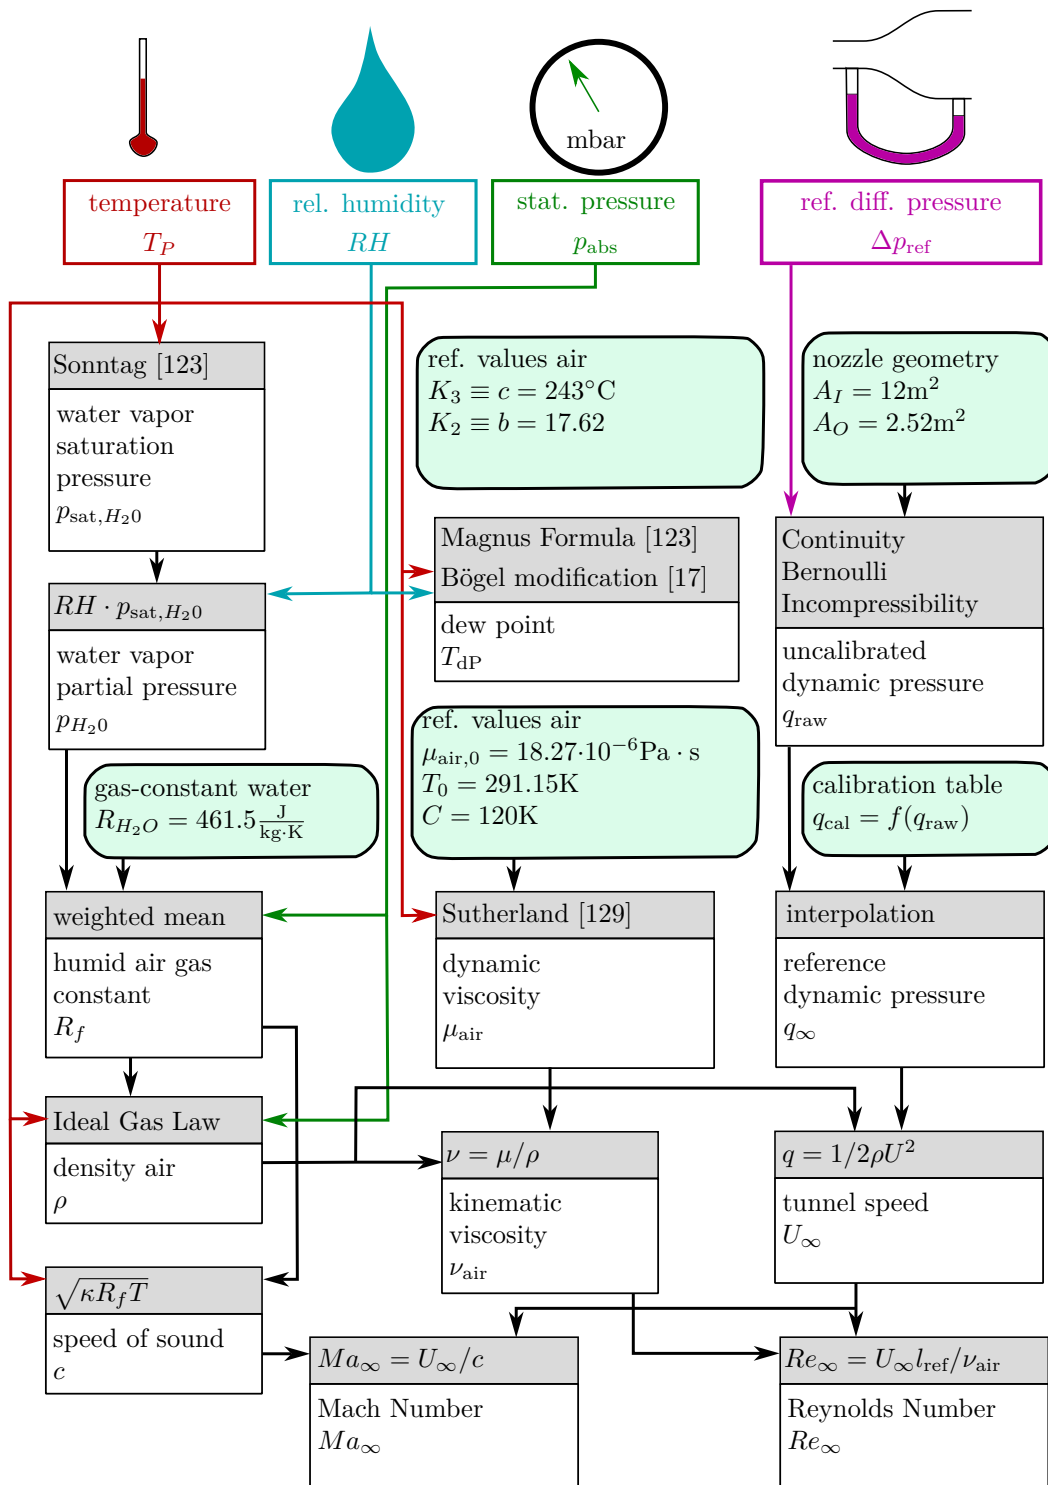 mbar
temperature
T_P
rel. humidity
RH
stat. pressure
p_abs
ref. diff. pressure
Δp_ref
Sonntag [123]
water vapor
saturation
pressure
p_sat,H₂0
ref. values air
K₃ ≡ c = 243°C
K₂ ≡ b = 17.62
nozzle geometry
A_I = 12m²
A_O = 2.52m²
Magnus Formula [123]
Bögel modification [17]
dew point
T_dP
Continuity
Bernoulli
Incompressibility
uncalibrated
dynamic pressure
q_raw
RH · p_sat,H₂0
water vapor
partial pressure
p_H₂0
ref. values air
μ_air,0 = 18.27·10⁻⁶Pa · s
T₀ = 291.15K
C = 120K
gas-constant water
R_H₂O = 461.5 J/kg·K
calibration table
q_cal = f(q_raw)
weighted mean
humid air gas
constant
R_f
Sutherland [129]
dynamic
viscosity
μ_air
interpolation
reference
dynamic pressure
q_∞
Ideal Gas Law
density air
ρ
ν = μ/ρ
kinematic
viscosity
ν_air
q = 1/2ρU²
tunnel speed
U_∞
√κR_fT
speed of sound
c
Ma_∞ = U_∞/c
Mach Number
Ma_∞
Re_∞ = U_∞l_ref/ν_air
Reynolds Number
Re_∞